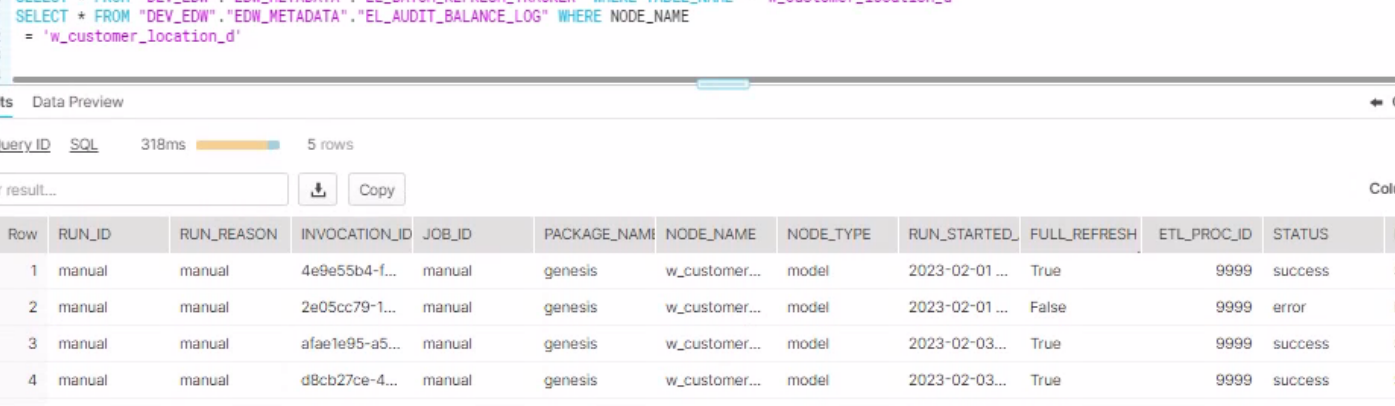 SELECT * FROM "DEV_EDW"."EDW_METADATA"."EL_AUDIT_BALANCE_LOG" WHERE NODE_NAME
= 'w_customer_location_d'
ts Data Preview
Query ID SQL 318ms 5 rows
result... Copy
Row RUN_ID RUN_REASON INVOCATION_ID JOB_ID PACKAGE_NAME NODE_NAME NODE_TYPE RUN_STARTED_ FULL_REFRESH ETL_PROC_ID STATUS
1 manual manual 4e9e55b4-f... manual genesis w_customer... model 2023-02-01 ... True 9999 success
2 manual manual 2e05cc79-1... manual genesis w_customer... model 2023-02-01 ... False 9999 error
3 manual manual afae1e95-a5... manual genesis w_customer... model 2023-02-03... True 9999 success
4 manual manual d8cb27ce-4... manual genesis w_customer... model 2023-02-03... True 9999 success